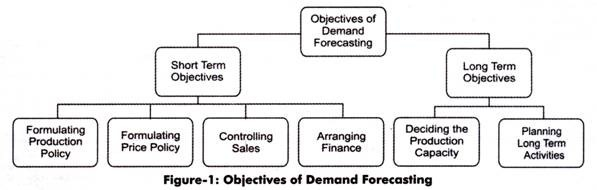 Objectives of
Demand
Forecasting
Short Term
Objectives
Long Term
Objectives
Formulating
Production
Policy
Formulating
Price Policy
Controlling
Sales
Arranging
Finance
Deciding the
Production
Capacity
Planning
Long Term
Activities
Figure-1: Objectives of Demand Forecasting